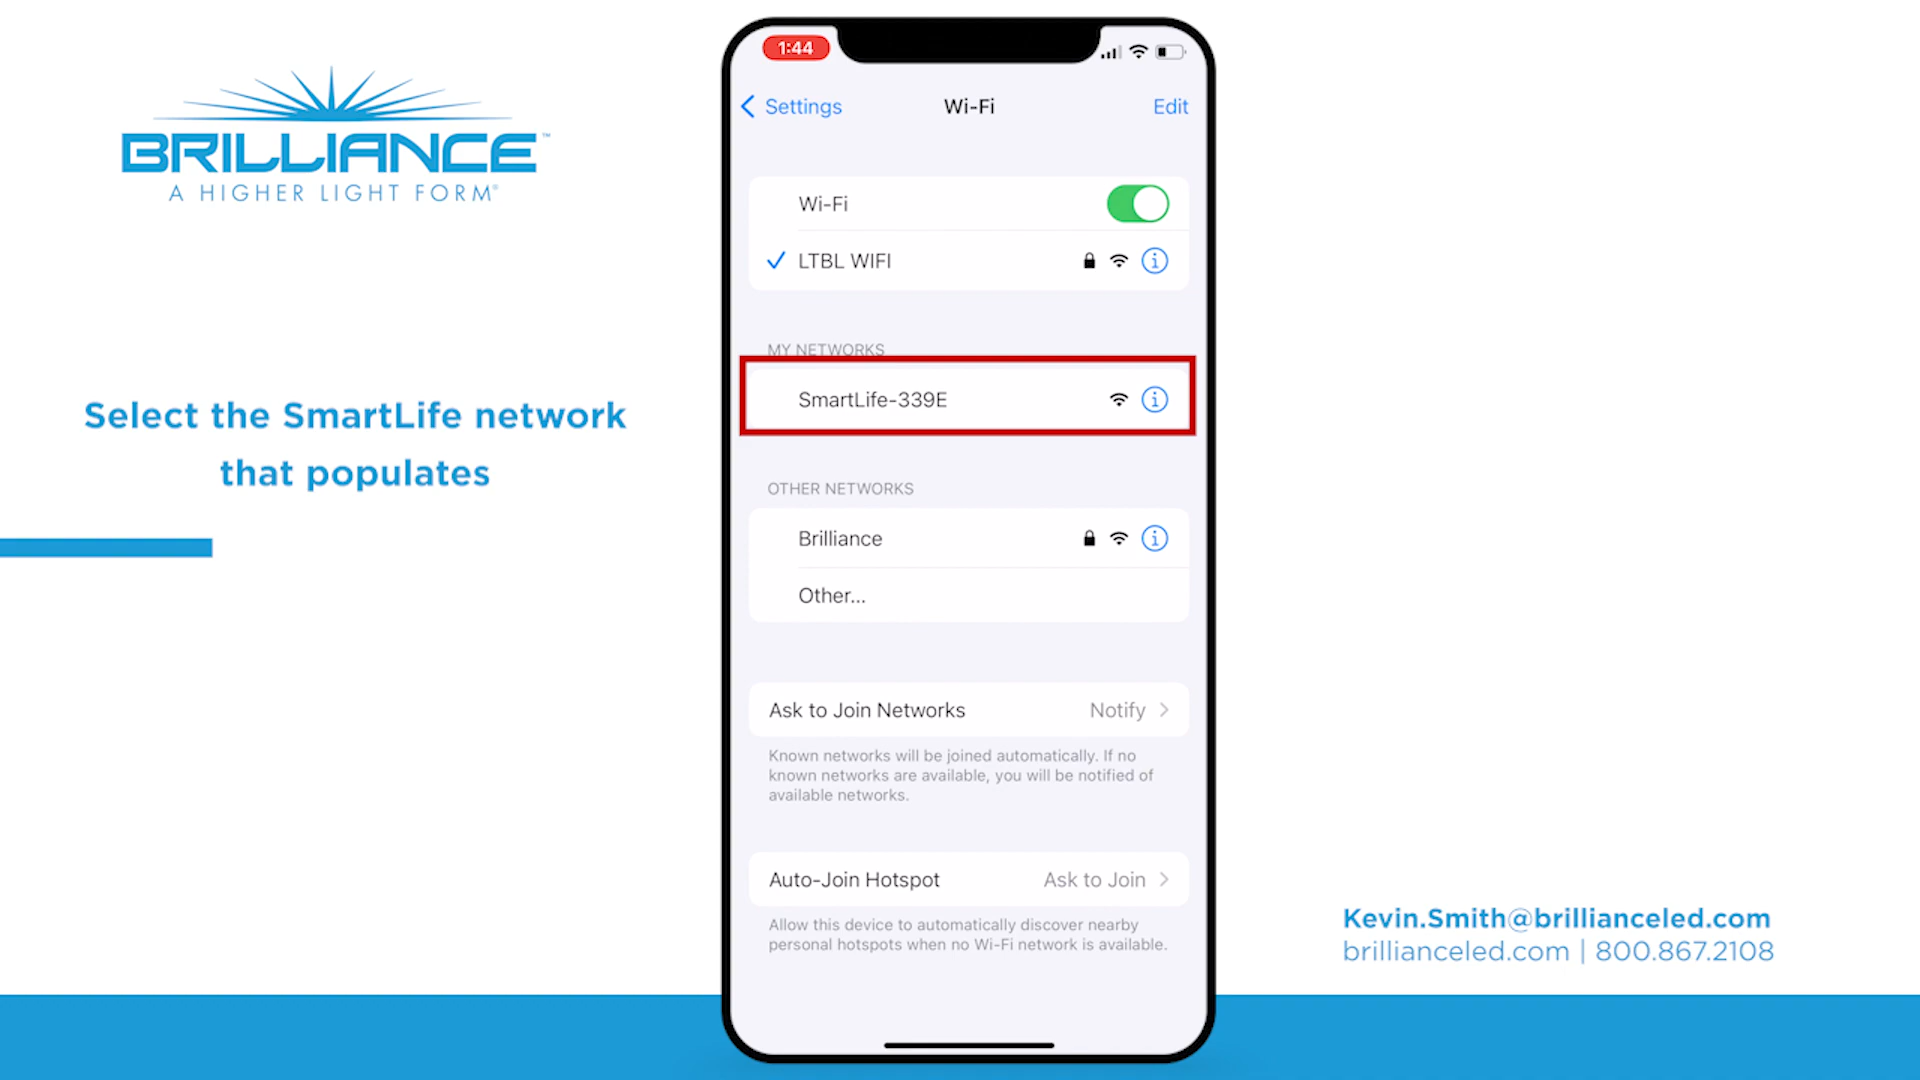 BRILLIANCE™
A HIGHER LIGHT FORM®
Select the SmartLife network
that populates
1:44
Settings
Wi-Fi
Edit
Wi-Fi
LTBL WIFI
MY NETWORKS
SmartLife-339E
OTHER NETWORKS
Brilliance
Other...
Ask to Join Networks Notify
Known networks will be joined automatically. If no
known networks are available, you will be notified of
available networks.
Auto-Join Hotspot Ask to Join
Allow this device to automatically discover nearby
personal hotspots when no Wi-Fi network is available.
Kevin.Smith@brillianceled.com
brillianceled.com | 800.867.2108